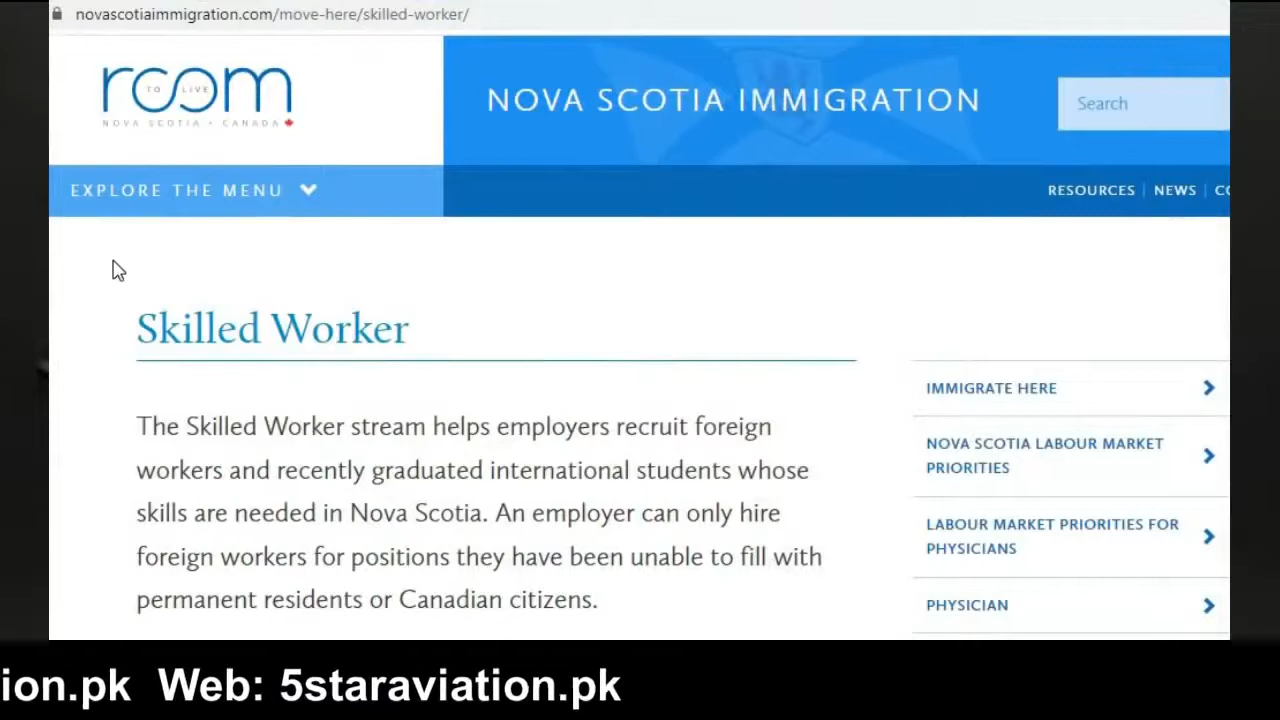 novascotiaimmigration.com/move-here/skilled-worker/
room
TO LIVE
NOVA SCOTIA • CANADA
NOVA SCOTIA IMMIGRATION
Search
EXPLORE THE MENU
RESOURCES | NEWS |
Skilled Worker
The Skilled Worker stream helps employers recruit foreign
workers and recently graduated international students whose
skills are needed in Nova Scotia. An employer can only hire
foreign workers for positions they have been unable to fill with
permanent residents or Canadian citizens.
IMMIGRATE HERE
NOVA SCOTIA LABOUR MARKET
PRIORITIES
LABOUR MARKET PRIORITIES FOR
PHYSICIANS
PHYSICIAN
ion.pk Web: 5staraviation.pk